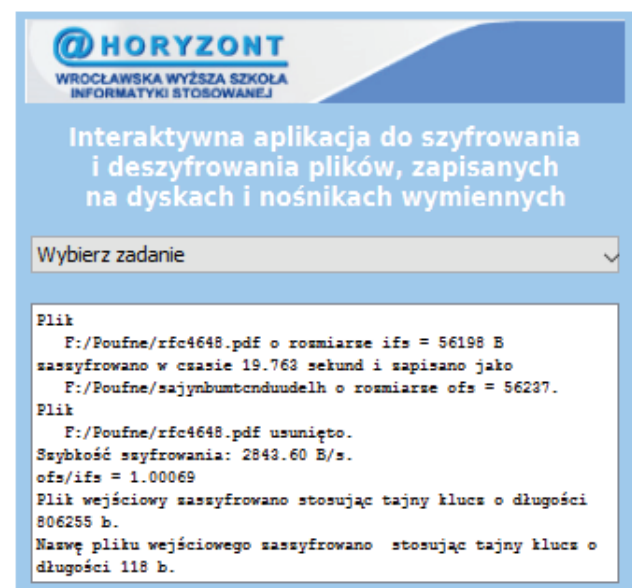 @HORYZONT
WROCŁAWSKA WYŻSZA SZKOŁA
INFORMATYKI STOSOWANEJ
Interaktywna aplikacja do szyfrowania
i deszyfrowania plików, zapisanych
na dyskach i nośnikach wymiennych
Wybierz zadanie
Plik
F:/Poufne/rfc4648.pdf o rozmiarze ifs = 56198 B
zaszyfrowano w czasie 19.763 sekund i zapisano jako
F:/Poufne/sajynbumtcnduudelh o rozmiarze ofs = 56237.
Plik
F:/Poufne/rfc4648.pdf usunięto.
Szybkość szyfrowania: 2843.60 B/s.
ofs/ifs = 1.00069
Plik wejściowy zaszyfrowano stosując tajny klucz o długości
806255 b.
Nazwę pliku wejściowego zaszyfrowano  stosując tajny klucz o
długości 118 b.